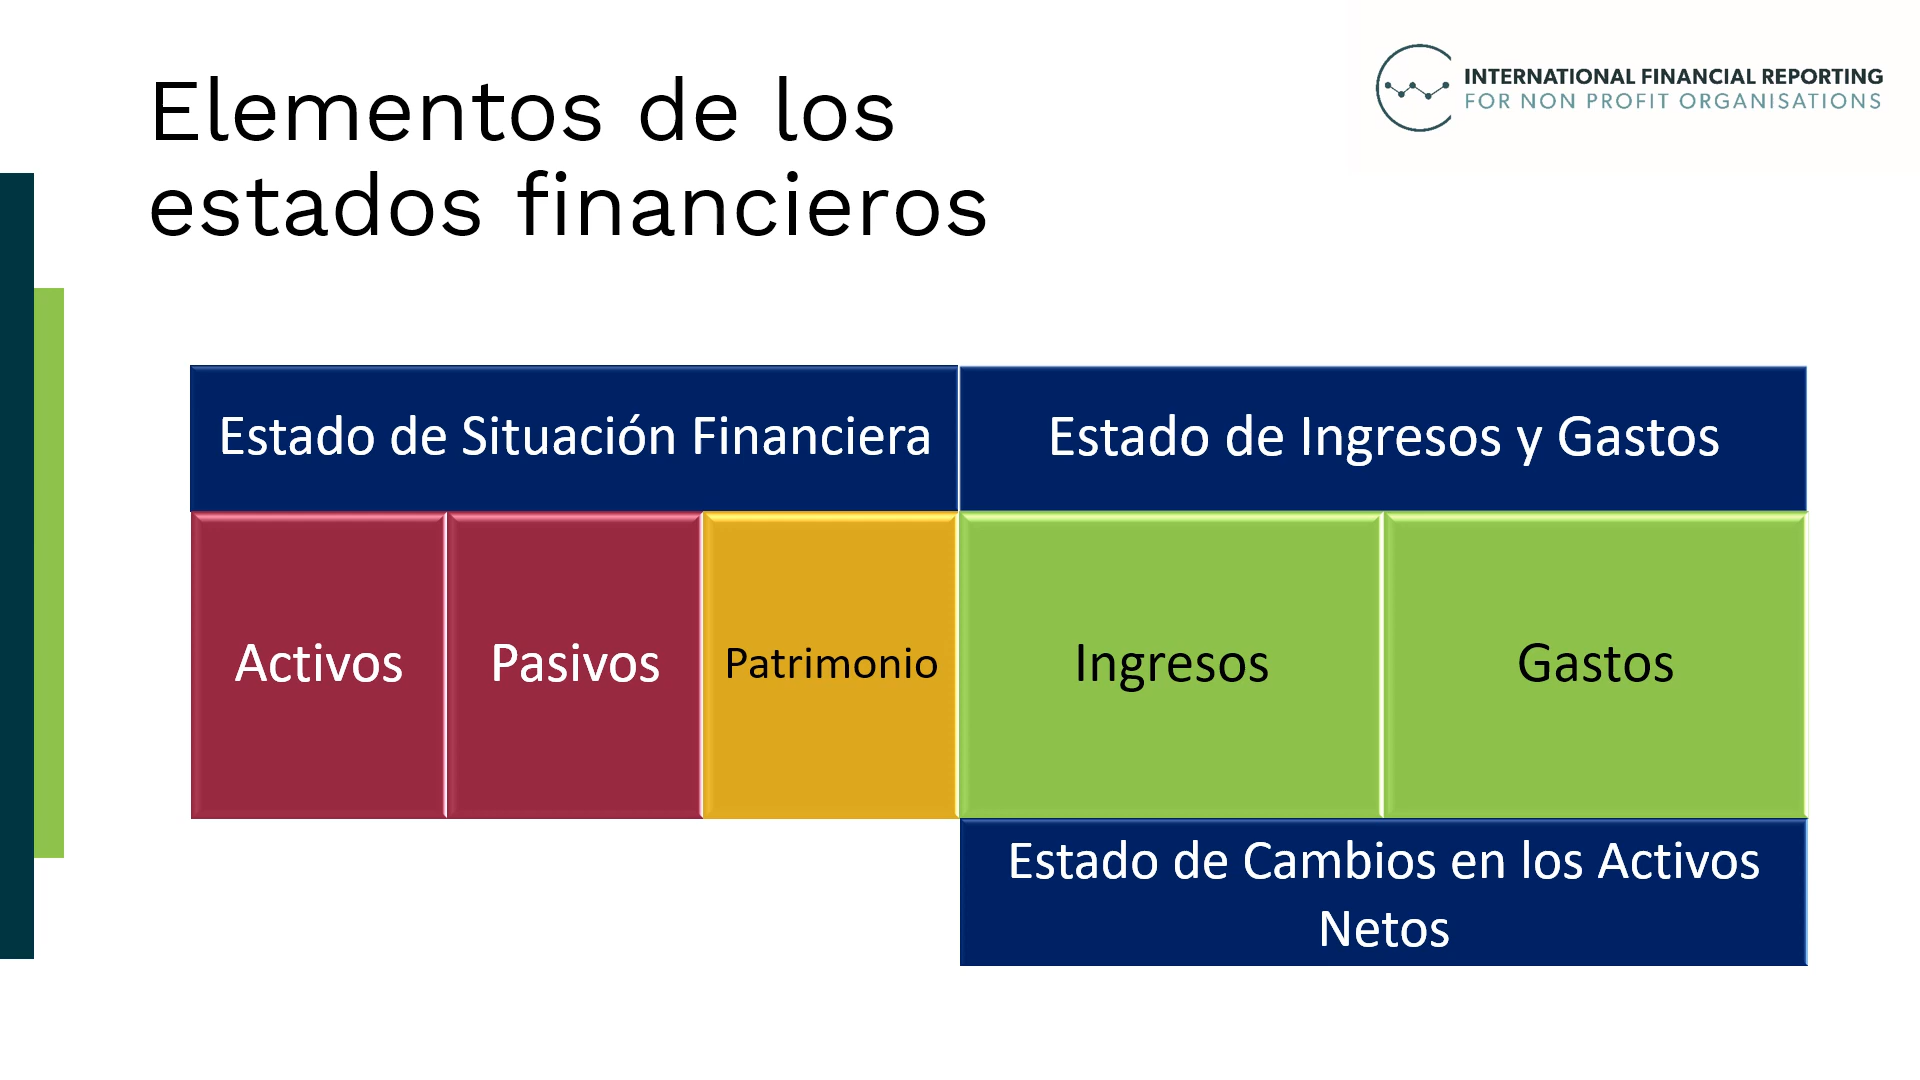 Elementos de los
estados financieros
INTERNATIONAL FINANCIAL REPORTING
FOR NON PROFIT ORGANISATIONS
Estado de Situación Financiera
Estado de Ingresos y Gastos
Activos
Pasivos
Patrimonio
Ingresos
Gastos
Estado de Cambios en los Activos
Netos